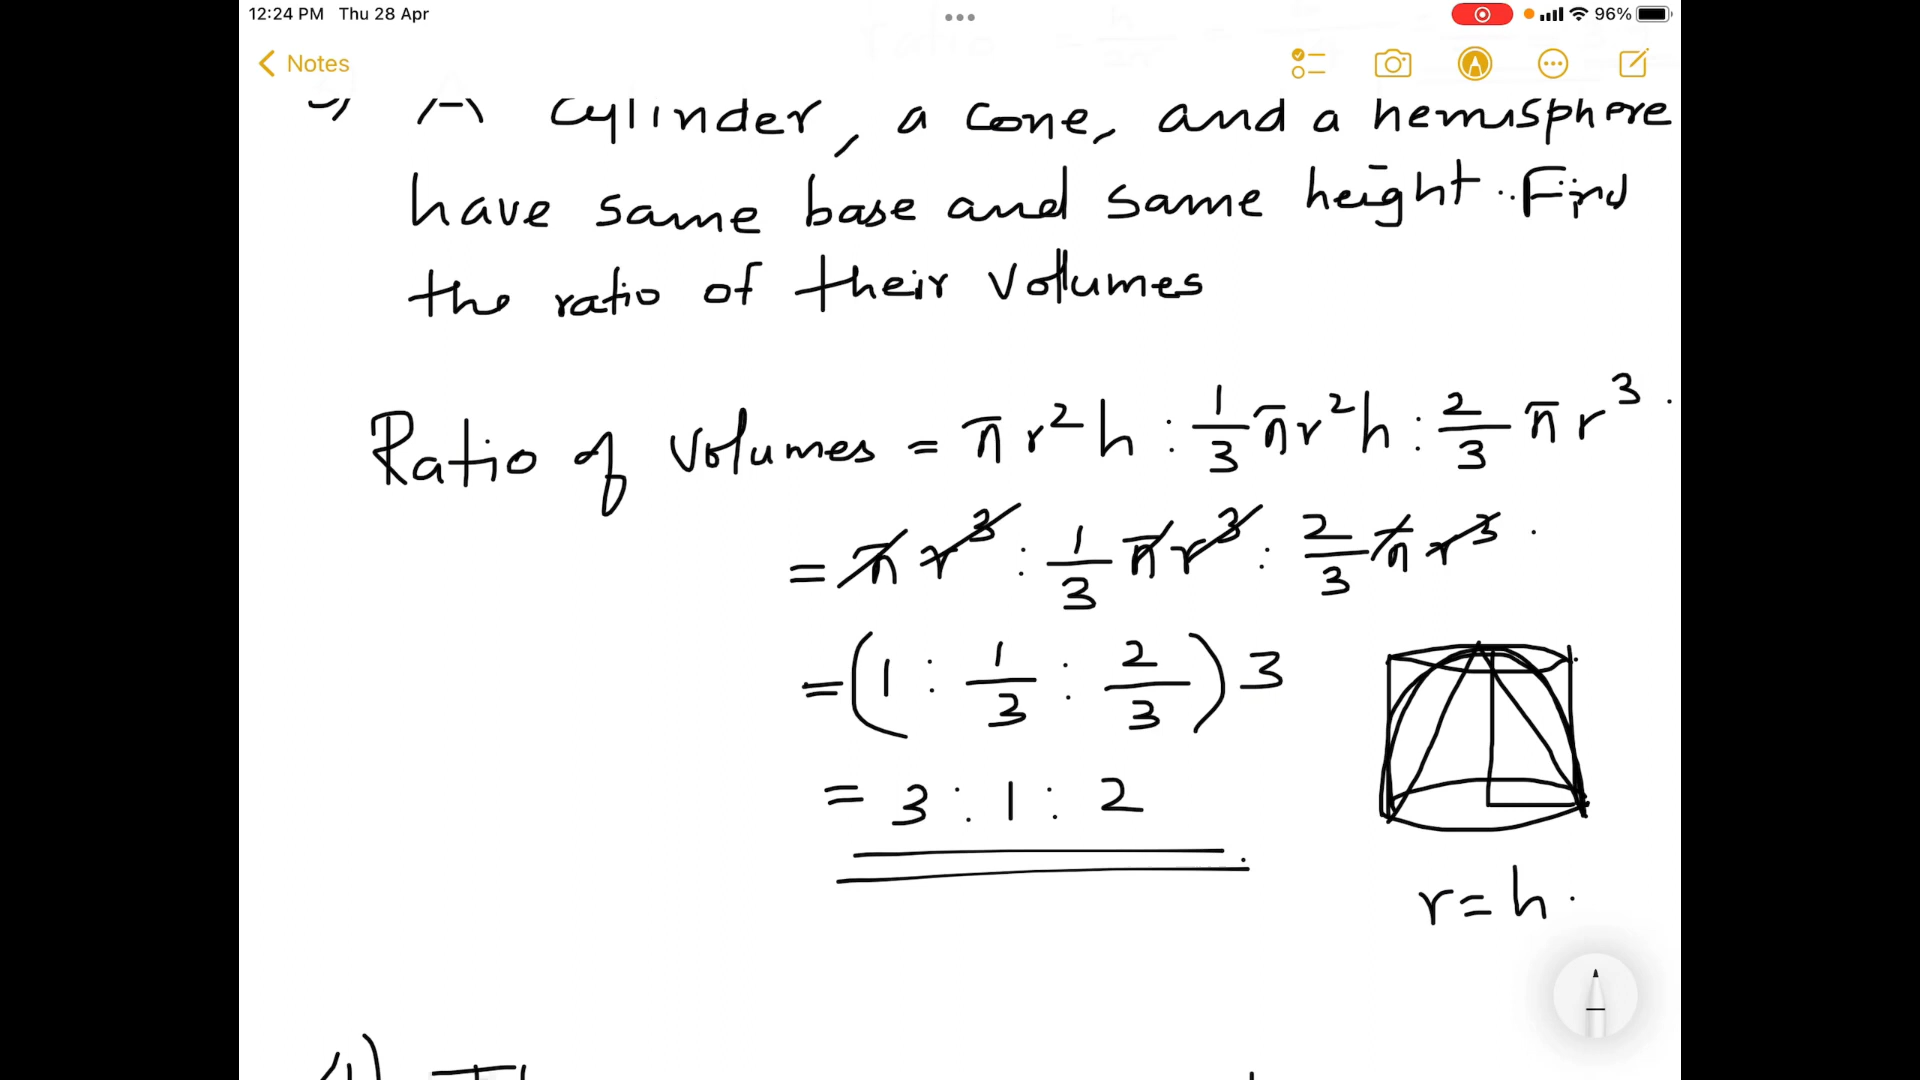 12:24 PM Thu 28 Apr
96%
Notes
3) A cylinder, a cone, and a hemisphere
have same base and same height. Find
the ratio of their volumes
Ratio of volumes = πr²h : 1/3 πr²h : 2/3 πr³.
= πr³ : 1/3 πr³ : 2/3 πr³.
= (1 : 1/3 : 2/3) 3
= 3 : 1 : 2
r = h.